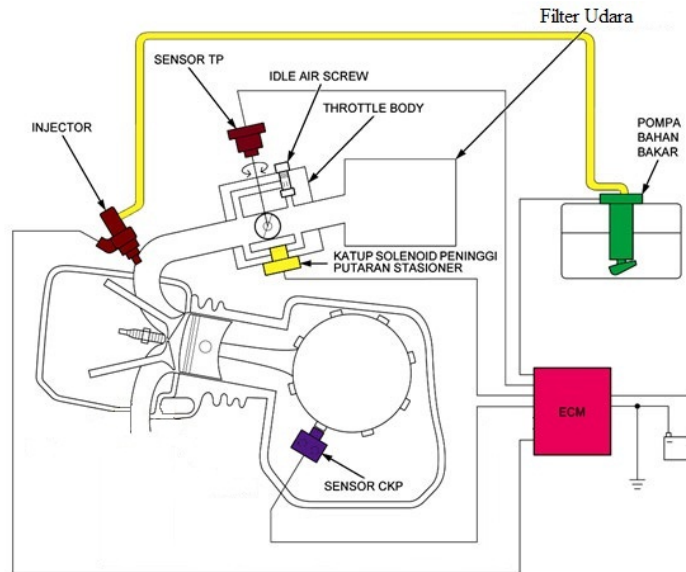 Filter Udara
SENSOR TP
IDLE AIR SCREW
THROTTLE BODY
INJECTOR
POMPA
BAHAN
BAKAR
KATUP SOLENOID PENINGGI
PUTARAN STASIONER
ECM
SENSOR CKP